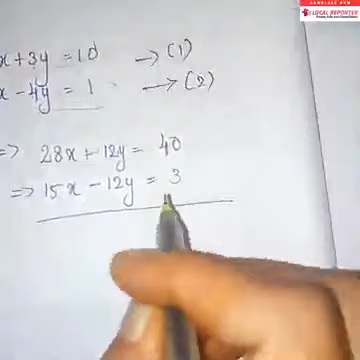 LOCAL REPORTER
x + 3y = 10 → (1)
x - 4y = 1 → (2)
=> 28x + 12y = 40
=> 15x - 12y = 3